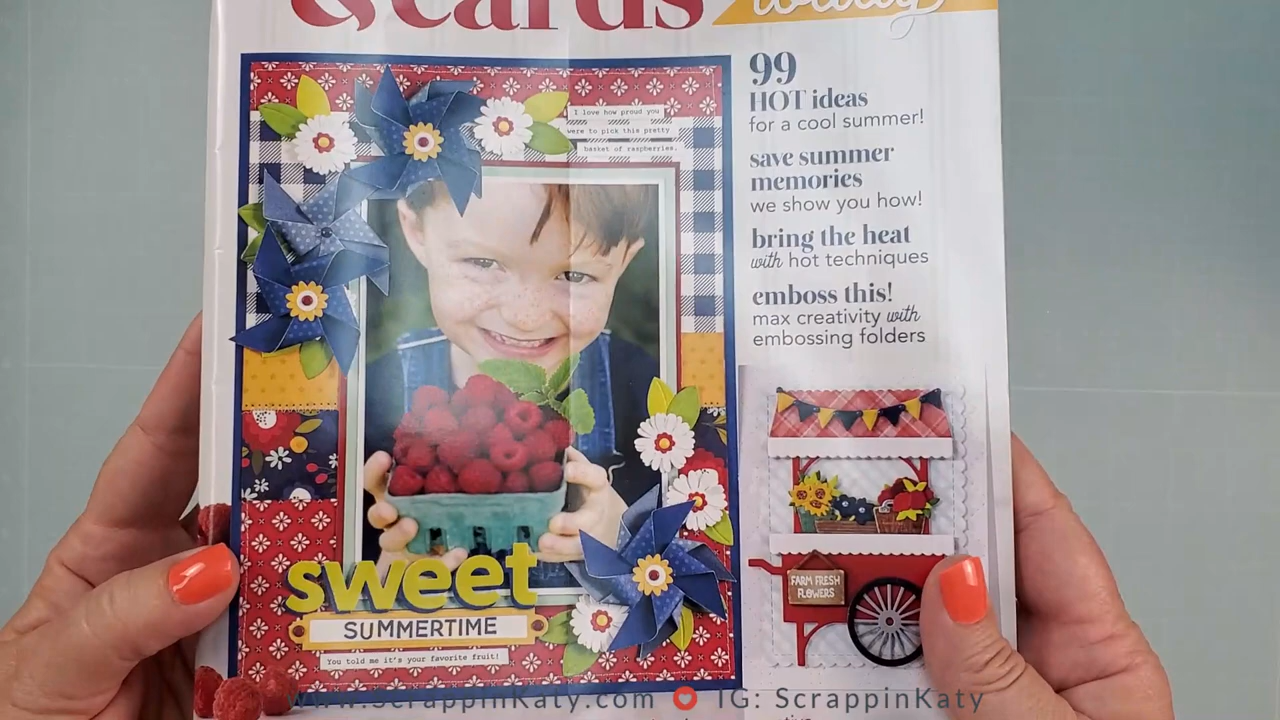 & cards
today
99
HOT ideas
for a cool summer!
save summer
memories
we show you how!
bring the heat
with hot techniques
emboss this!
max creativity with
embossing folders
I love how proud you
were to pick this pretty
basket of raspberries.
sweet
SUMMERTIME
You told me it's your favorite fruit!
FARM FRESH
FLOWERS
www.ScrappinKaty.com IG: ScrappinKaty